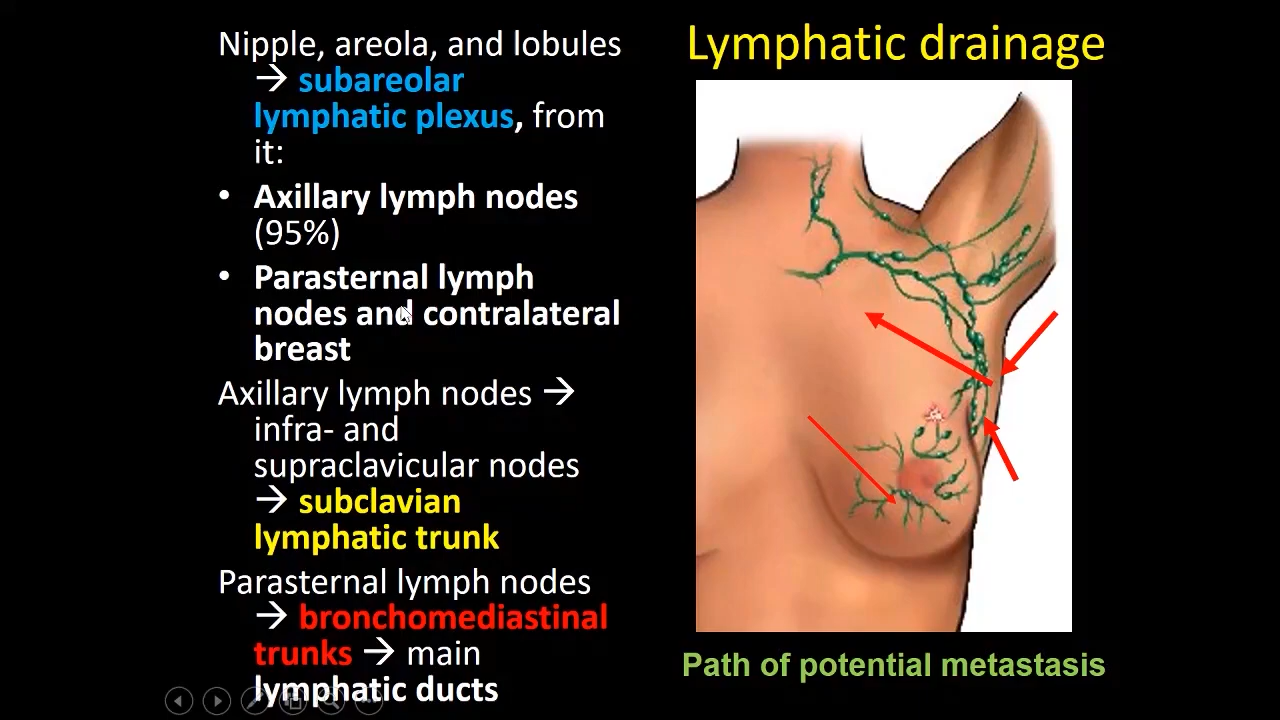 Nipple, areola, and lobules
→ subareolar
lymphatic plexus, from
it:
• Axillary lymph nodes
(95%)
• Parasternal lymph
nodes and contralateral
breast
Axillary lymph nodes →
infra- and
supraclavicular nodes
→ subclavian
lymphatic trunk
Parasternal lymph nodes
→ bronchomediastinal
trunks → main
lymphatic ducts
Lymphatic drainage
Path of potential metastasis